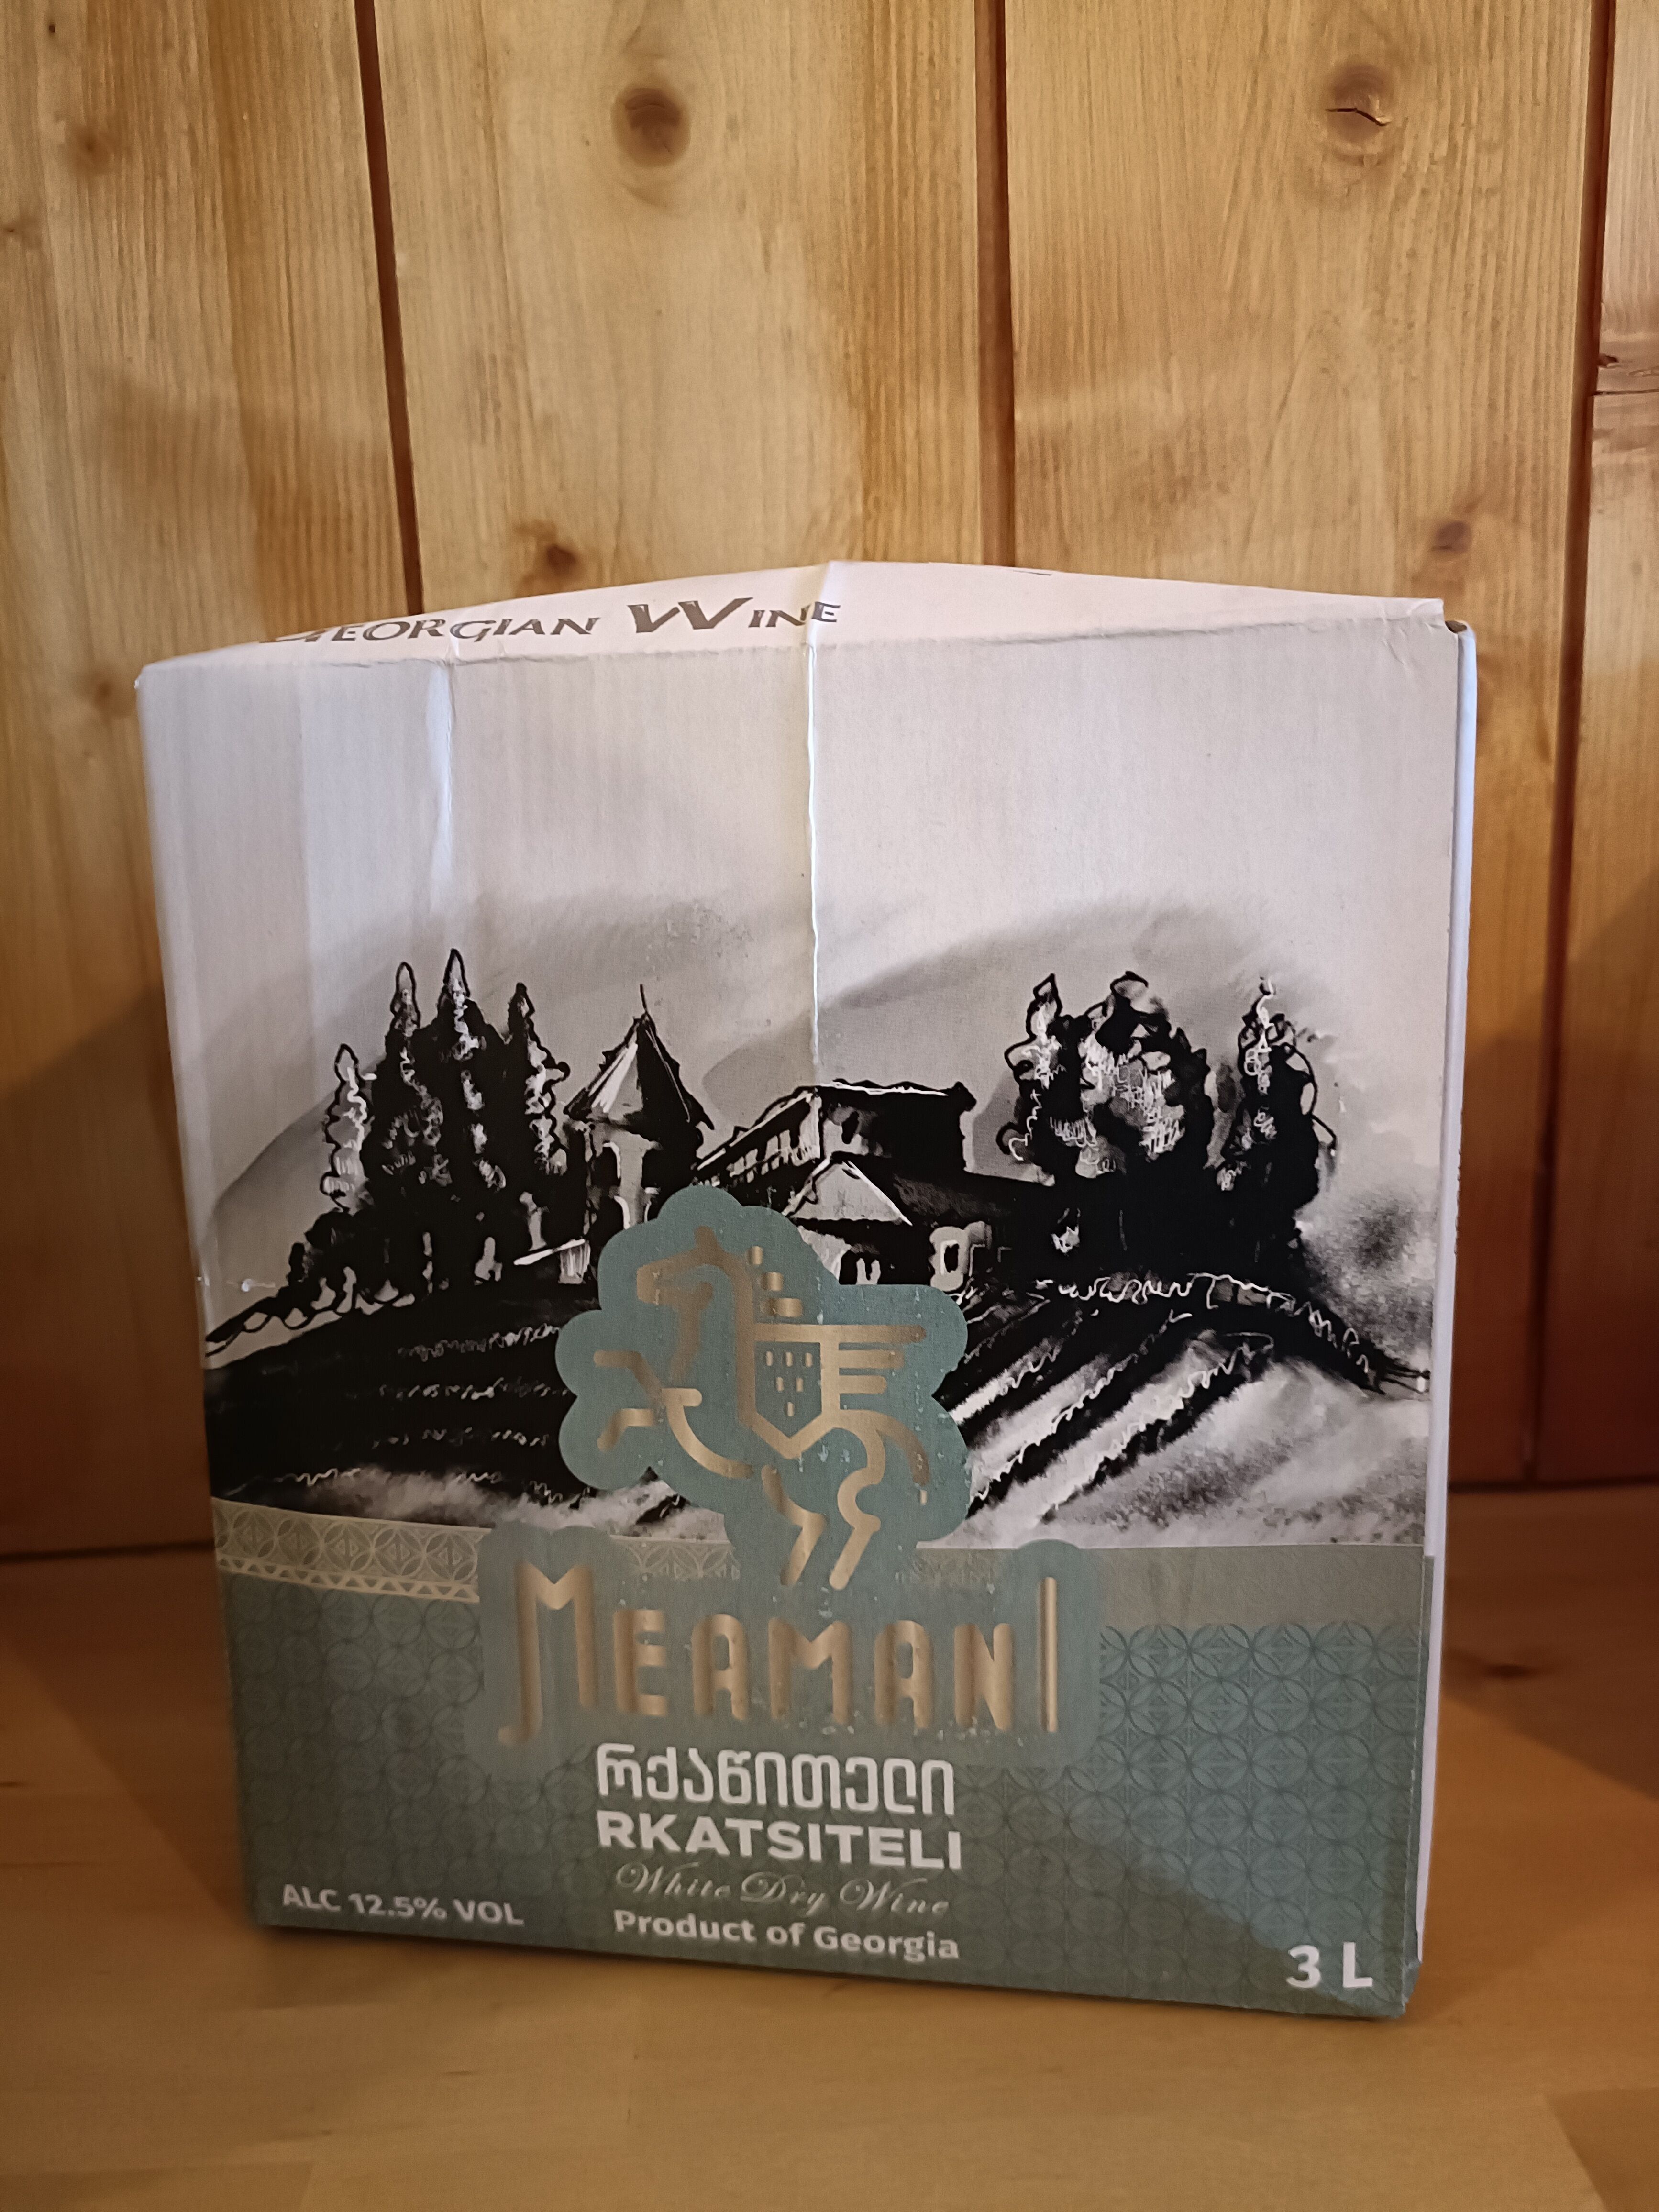 GEORGIAN WINE
MEAMANI
რქაწითელი
RKATSITELI
White Dry Wine
ALC 12.5% VOL
Product of Georgia
3 L